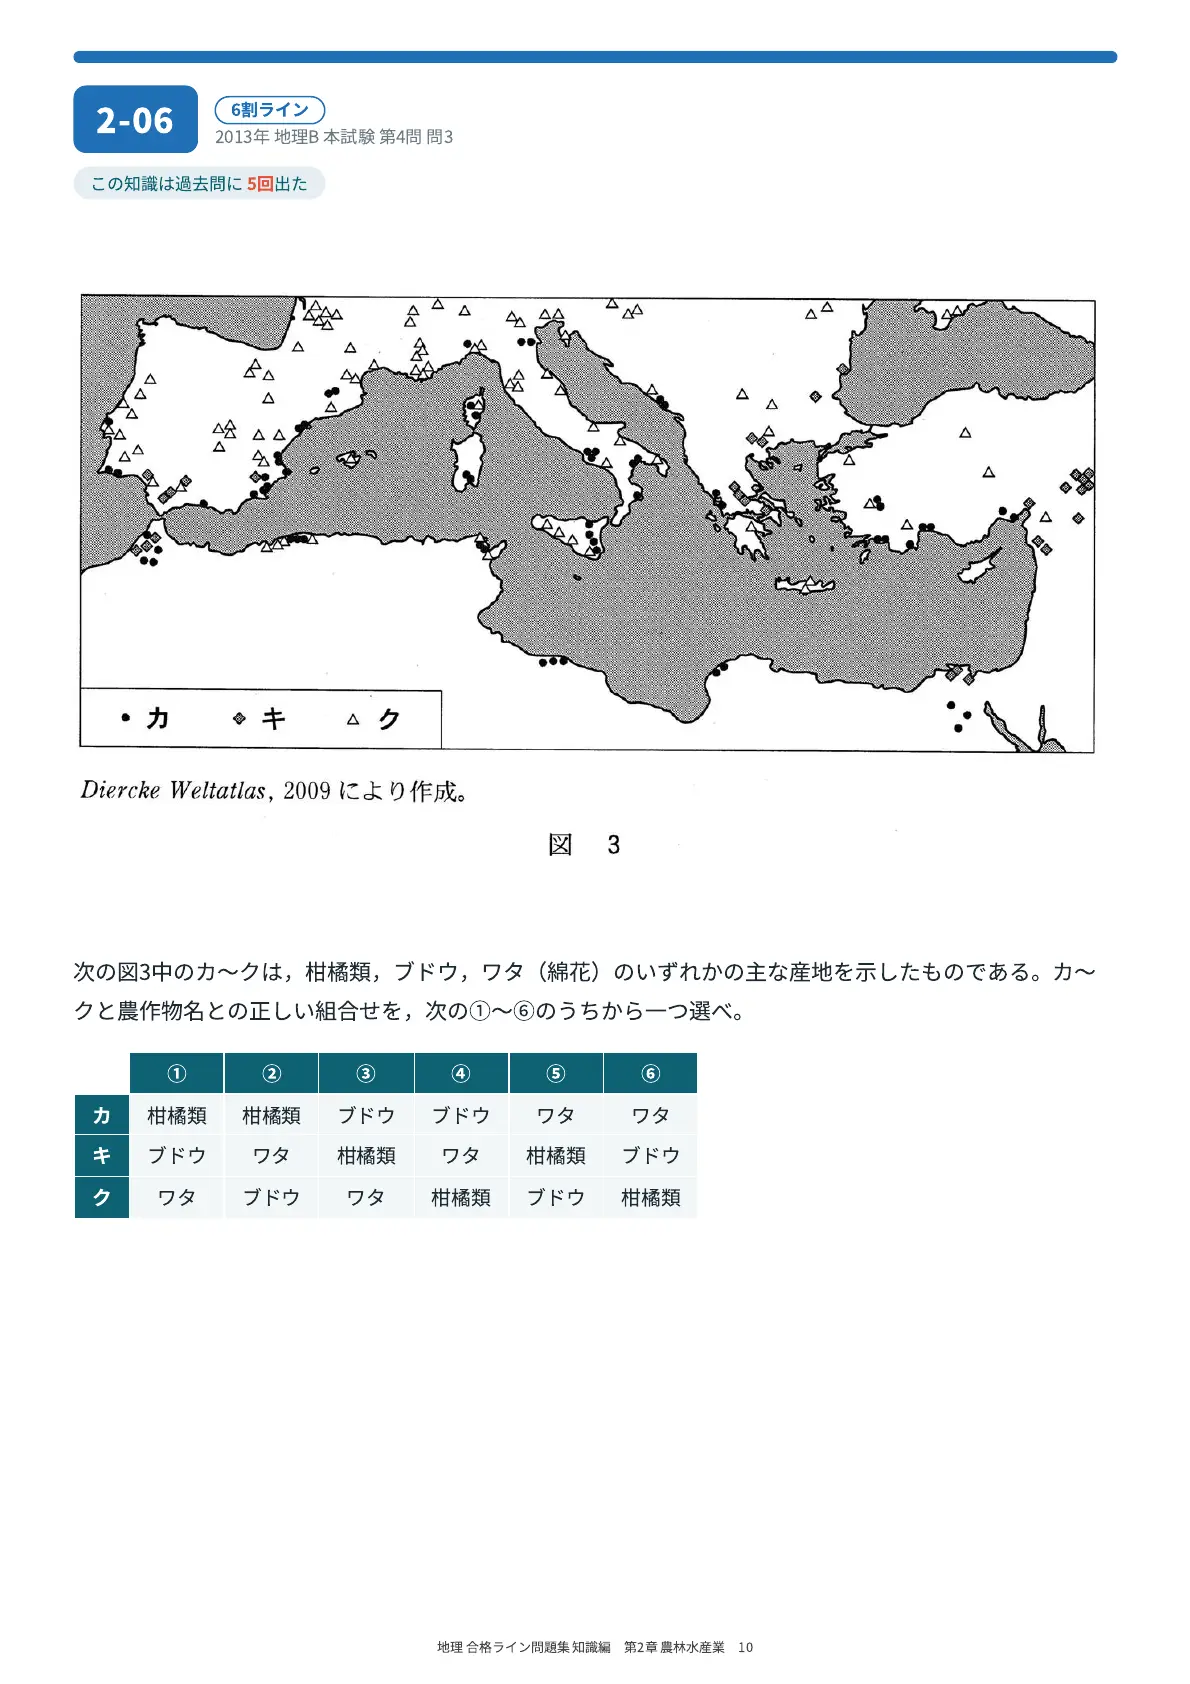 2-06
6割ライン
2013年 地理B 本試験 第4問 問3
この知識は過去問に 5回出た
カ キ ク
Diercke Weltatlas, 2009 により作成。
図 3
次の図3中のカ～クは，柑橘類，ブドウ，ワタ（綿花）のいずれかの主な産地を示したものである。カ～
クと農作物名との正しい組合せを，次の①～⑥のうちから一つ選べ。
① ② ③ ④ ⑤ ⑥
カ 柑橘類 柑橘類 ブドウ ブドウ ワタ ワタ
キ ブドウ ワタ 柑橘類 ワタ 柑橘類 ブドウ
ク ワタ ブドウ ワタ 柑橘類 ブドウ 柑橘類
地理 合格ライン問題集 知識編 第2章 農林水産業 10